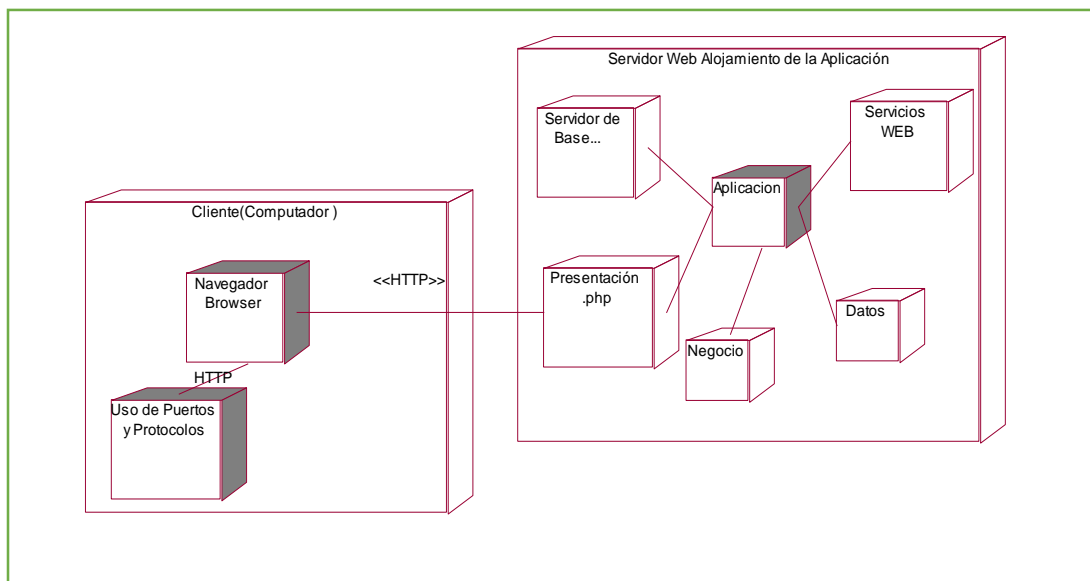 Servidor Web Alojamiento de la Aplicación
Servidor de
Base...
Servicios
WEB
Aplicacion
Cliente(Computador )
<<HTTP>>
Navegador
Browser
Presentación
.php
Datos
Negocio
HTTP
Uso de Puertos
y Protocolos